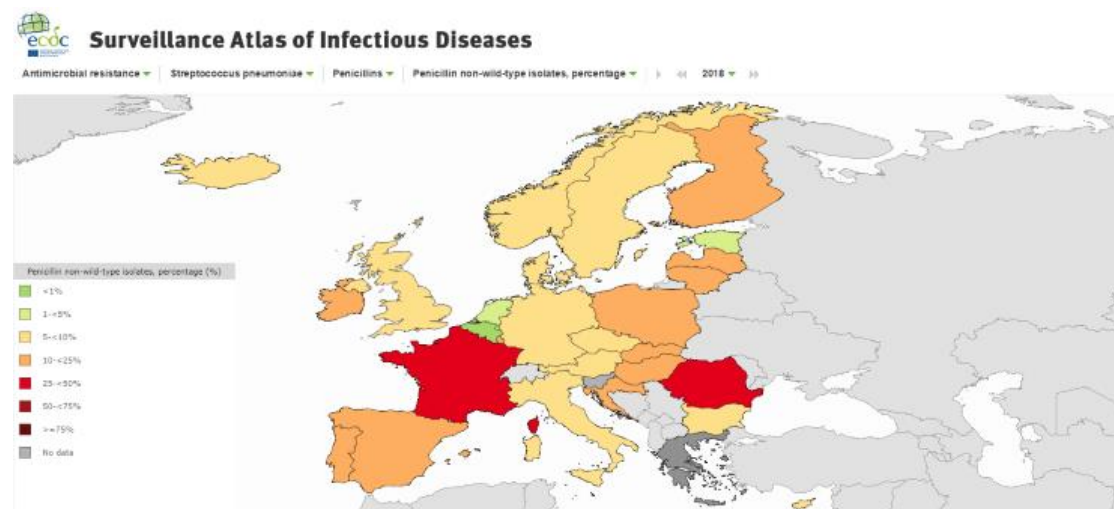 ecdc
Surveillance Atlas of Infectious Diseases
Antimicrobial resistance
Streptococcus pneumoniae
Penicillins
Penicillin non-wild-type isolates, percentage
2018
Penicillin non-wild-type isolates, percentage (%)
<1%
1-<5%
5-<10%
10-<25%
25-<50%
50-<75%
>=75%
No data